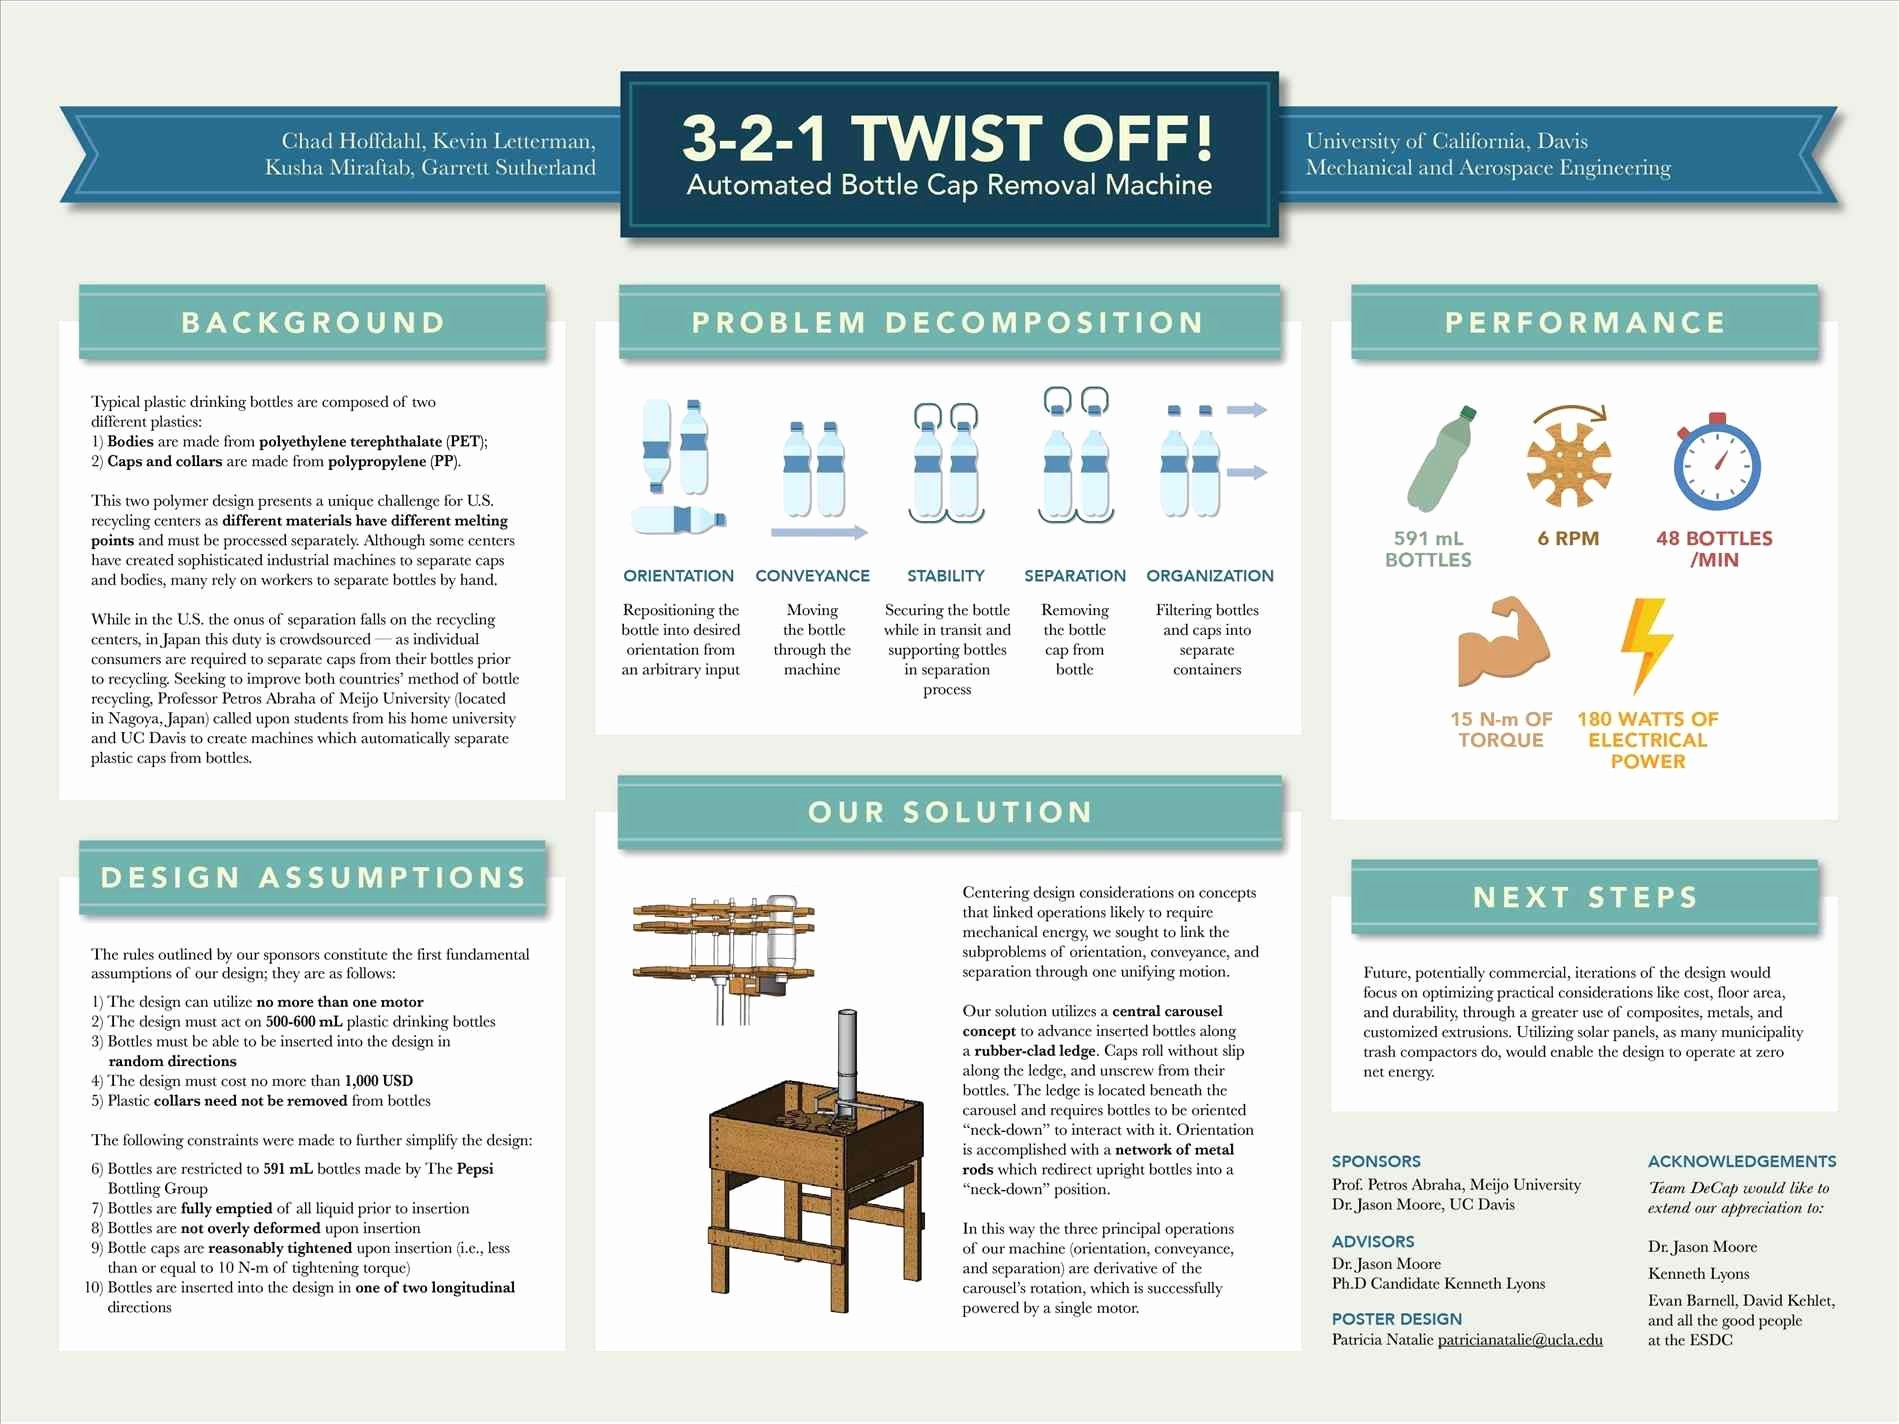 Chad Hoffdahl, Kevin Letterman,
Kusha Miraftab, Garrett Sutherland
3-2-1 TWIST OFF!
Automated Bottle Cap Removal Machine
University of California, Davis
Mechanical and Aerospace Engineering
BACKGROUND
Typical plastic drinking bottles are composed of two
different plastics:
1) Bodies are made from polyethylene terephthalate (PET);
2) Caps and collars are made from polypropylene (PP).
This two polymer design presents a unique challenge for U.S.
recycling centers as different materials have different melting
points and must be processed separately. Although some centers
have created sophisticated industrial machines to separate caps
and bodies, many rely on workers to separate bottles by hand.
While in the U.S. the onus of separation falls on the recycling
centers, in Japan this duty is crowdsourced — as individual
consumers are required to separate caps from their bottles prior
to recycling. Seeking to improve both countries' method of bottle
recycling, Professor Petros Abraha of Meijo University (located
in Nagoya, Japan) called upon students from his home university
and UC Davis to create machines which automatically separate
plastic caps from bottles.
DESIGN ASSUMPTIONS
The rules outlined by our sponsors constitute the first fundamental
assumptions of our design; they are as follows:
1) The design can utilize no more than one motor
2) The design must act on 500-600 mL plastic drinking bottles
3) Bottles must be able to be inserted into the design in
random directions
4) The design must cost no more than 1,000 USD
5) Plastic collars need not be removed from bottles
The following constraints were made to further simplify the design:
6) Bottles are restricted to 591 mL bottles made by The Pepsi
Bottling Group
7) Bottles are fully emptied of all liquid prior to insertion
8) Bottles are not overly deformed upon insertion
9) Bottle caps are reasonably tightened upon insertion (i.e., less
than or equal to 10 N-m of tightening torque)
10) Bottles are inserted into the design in one of two longitudinal
directions
PROBLEM DECOMPOSITION
ORIENTATION
Repositioning the
bottle into desired
orientation from
an arbitrary input
CONVEYANCE
Moving
the bottle
through the
machine
STABILITY
Securing the bottle
while in transit and
supporting bottles
in separation
process
SEPARATION
Removing
the bottle
cap from
bottle
ORGANIZATION
Filtering bottles
and caps into
separate
containers
OUR SOLUTION
Centering design considerations on concepts
that linked operations likely to require
mechanical energy, we sought to link the
subproblems of orientation, conveyance, and
separation through one unifying motion.
Our solution utilizes a central carousel
concept to advance inserted bottles along
a rubber-clad ledge. Caps roll without slip
along the ledge, and unscrew from their
bottles. The ledge is located beneath the
carousel and requires bottles to be oriented
“neck-down” to interact with it. Orientation
is accomplished with a network of metal
rods which redirect upright bottles into a
“neck-down” position.
In this way the three principal operations
of our machine (orientation, conveyance,
and separation) are derivative of the
carousel's rotation, which is successfully
powered by a single motor.
PERFORMANCE
591 mL
BOTTLES
6 RPM
48 BOTTLES
/MIN
15 N-m OF
TORQUE
180 WATTS OF
ELECTRICAL
POWER
NEXT STEPS
Future, potentially commercial, iterations of the design would
focus on optimizing practical considerations like cost, floor area,
and durability, through a greater use of composites, metals, and
customized extrusions. Utilizing solar panels, as many municipality
trash compactors do, would enable the design to operate at zero
net energy.
SPONSORS
Prof. Petros Abraha, Meijo University
Dr. Jason Moore, UC Davis
ADVISORS
Dr. Jason Moore
Ph.D Candidate Kenneth Lyons
POSTER DESIGN
Patricia Natalie patricianatalie@ucla.edu
ACKNOWLEDGEMENTS
Team DeCap would like to
extend our appreciation to:
Dr. Jason Moore
Kenneth Lyons
Evan Barnell, David Kehlet,
and all the good people
at the ESDC